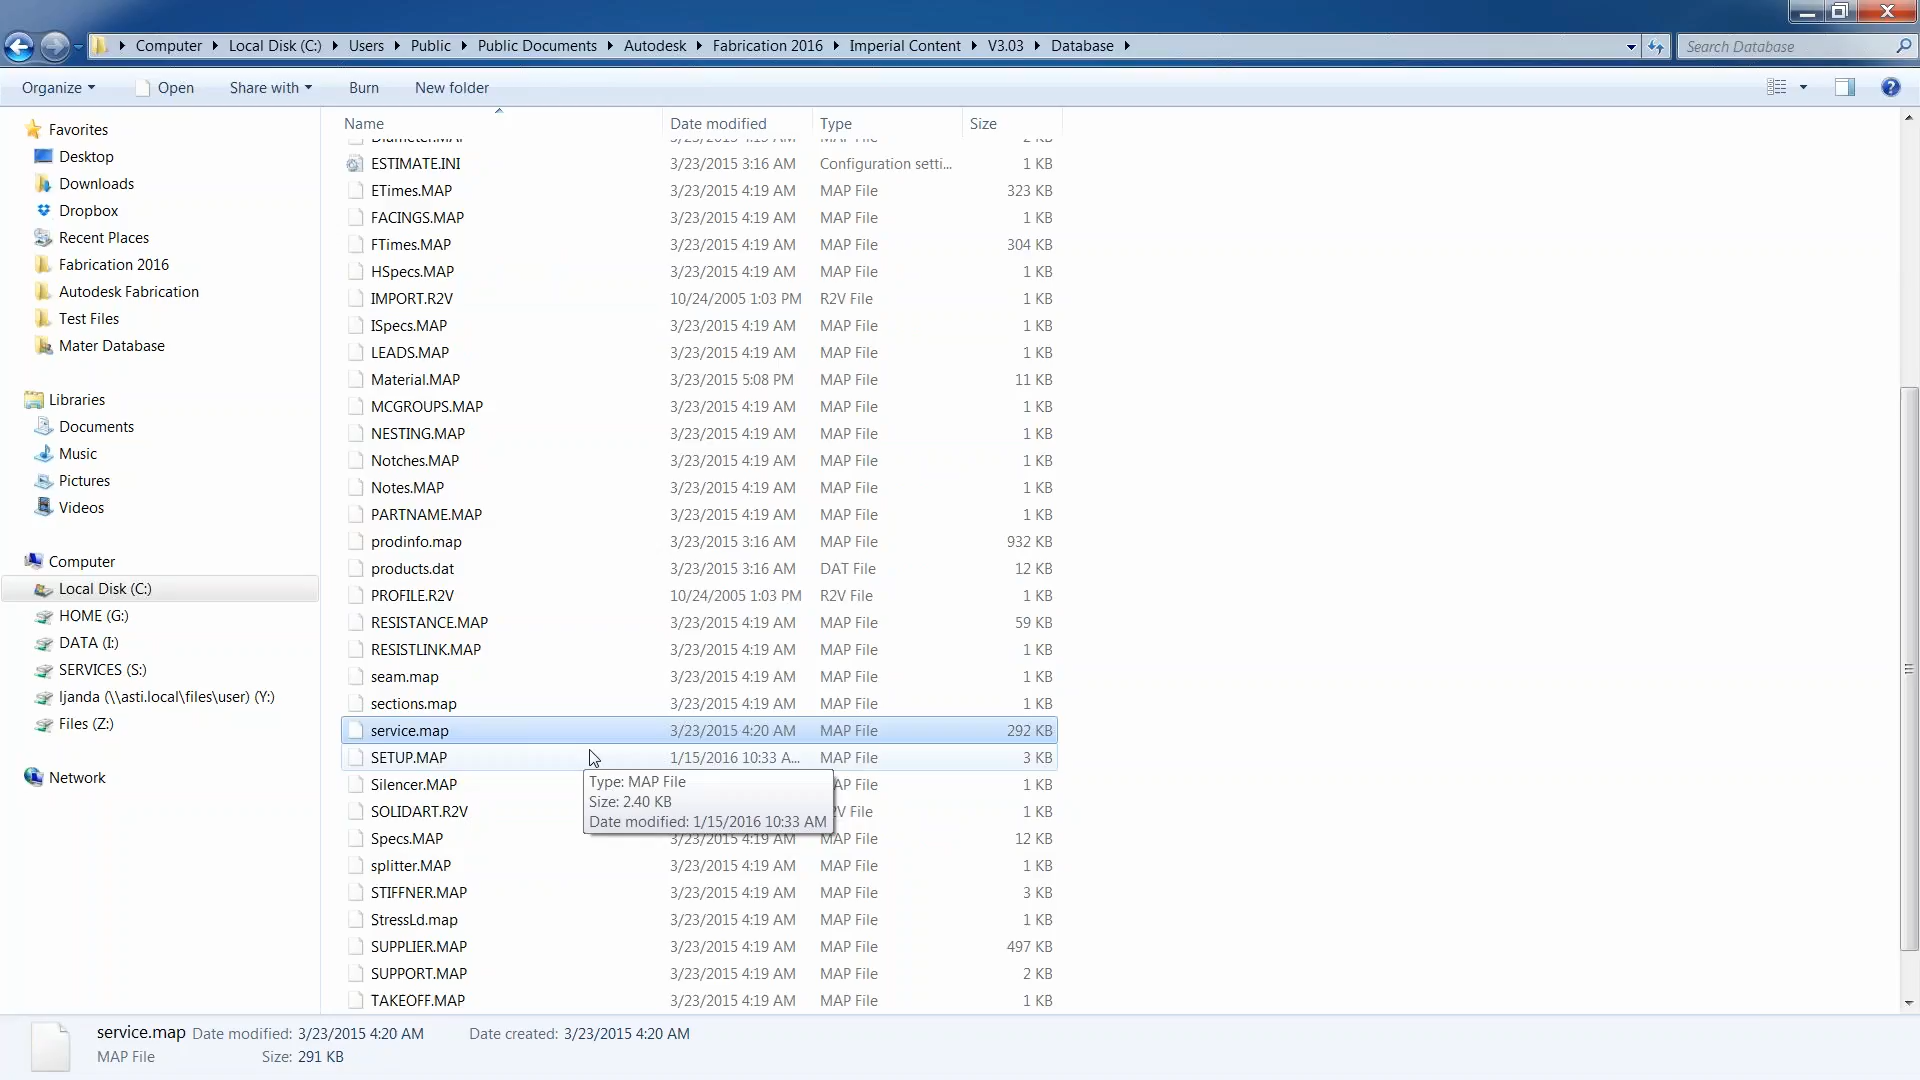 Computer Local Disk (C:) Users Public Public Documents Autodesk Fabrication 2016 Imperial Content V3.03 Database
Search Database
Organize Open Share with Burn New folder
Favorites
Desktop
Downloads
Dropbox
Recent Places
Fabrication 2016
Autodesk Fabrication
Test Files
Mater Database
Libraries
Documents
Music
Pictures
Videos
Computer
Local Disk (C:)
HOME (G:)
DATA (I:)
SERVICES (S:)
ljanda (\\asti.local\files\user) (Y:)
Files (Z:)
Network
Name Date modified Type Size
Diameter.MAP 3/23/2015 4:19 AM MAP File 2 KB
ESTIMATE.INI 3/23/2015 3:16 AM Configuration setti... 1 KB
ETimes.MAP 3/23/2015 4:19 AM MAP File 323 KB
FACINGS.MAP 3/23/2015 4:19 AM MAP File 1 KB
FTimes.MAP 3/23/2015 4:19 AM MAP File 304 KB
HSpecs.MAP 3/23/2015 4:19 AM MAP File 1 KB
IMPORT.R2V 10/24/2005 1:03 PM R2V File 1 KB
ISpecs.MAP 3/23/2015 4:19 AM MAP File 1 KB
LEADS.MAP 3/23/2015 4:19 AM MAP File 1 KB
Material.MAP 3/23/2015 5:08 PM MAP File 11 KB
MCGROUPS.MAP 3/23/2015 4:19 AM MAP File 1 KB
NESTING.MAP 3/23/2015 4:19 AM MAP File 1 KB
Notches.MAP 3/23/2015 4:19 AM MAP File 1 KB
Notes.MAP 3/23/2015 4:19 AM MAP File 1 KB
PARTNAME.MAP 3/23/2015 4:19 AM MAP File 1 KB
prodinfo.map 3/23/2015 3:16 AM MAP File 932 KB
products.dat 3/23/2015 3:16 AM DAT File 12 KB
PROFILE.R2V 10/24/2005 1:03 PM R2V File 1 KB
RESISTANCE.MAP 3/23/2015 4:19 AM MAP File 59 KB
RESISTLINK.MAP 3/23/2015 4:19 AM MAP File 1 KB
seam.map 3/23/2015 4:19 AM MAP File 1 KB
sections.map 3/23/2015 4:19 AM MAP File 1 KB
service.map 3/23/2015 4:20 AM MAP File 292 KB
SETUP.MAP 1/15/2016 10:33 A... MAP File 3 KB
Silencer.MAP AP File 1 KB
SOLIDART.R2V 2V File 1 KB
Type: MAP File
Size: 2.40 KB
Date modified: 1/15/2016 10:33 AM
Specs.MAP 3/23/2015 4:19 AM MAP File 12 KB
splitter.MAP 3/23/2015 4:19 AM MAP File 1 KB
STIFFNER.MAP 3/23/2015 4:19 AM MAP File 3 KB
StressLd.map 3/23/2015 4:19 AM MAP File 1 KB
SUPPLIER.MAP 3/23/2015 4:19 AM MAP File 497 KB
SUPPORT.MAP 3/23/2015 4:19 AM MAP File 2 KB
TAKEOFF.MAP 3/23/2015 4:19 AM MAP File 1 KB
service.map Date modified: 3/23/2015 4:20 AM Date created: 3/23/2015 4:20 AM
MAP File Size: 291 KB